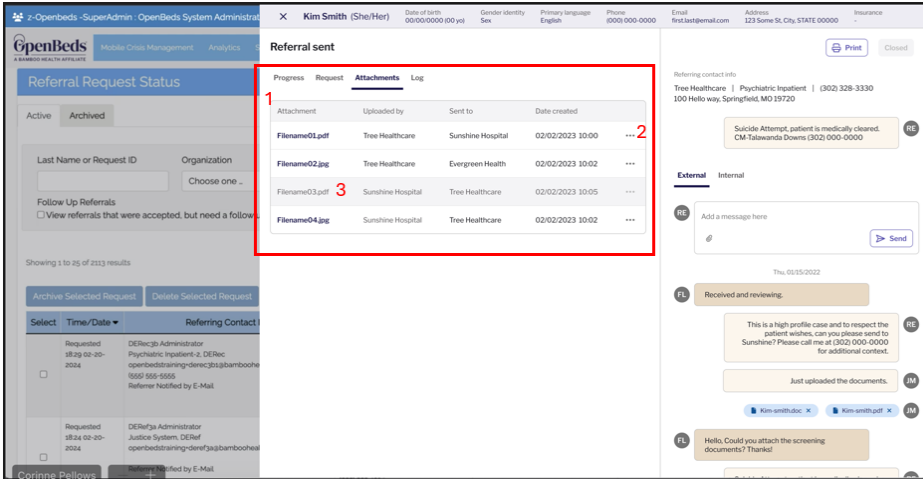 z-Openbeds -SuperAdmin : OpenBeds System Administrat
OpenBeds
A BAMBOO HEALTH AFFILIATE
Mobile Crisis Management Analytics S
Referral Request Status
Active Archived
Last Name or Request ID Organization
Choose one ..
Follow Up Referrals
View referrals that were accepted, but need a follow
Showing 1 to 25 of 2113 results
Archive Selected Request Delete Selected Request
Select Time/Date Referring Contact
Requested
18:29 02-20-
2024
DERec3b Administrator
Psychiatric Inpatient-2, DERec
openbedstraining+derec3b1@bamboohe
(555) 555-5555
Referrer Notified by E-Mail
Requested
18:24 02-20-
2024
DERef3a Administrator
Justice System, DERef
openbedstraining+deref3a@bambooheal
Referrer Notified by E-Mail
Corinne Pellows
Kim Smith (She/Her)
Date of birth
00/00/0000 (00 yo)
Gender identity
Sex
Primary language
English
Phone
(000) 000-0000
Email
first.last@email.com
Address
123 Some St, City, STATE 00000
Insurance
-
Referral sent
Print Closed
Progress Request Attachments Log
1
Attachment Uploaded by Sent to Date created
Filename01.pdf Tree Healthcare Sunshine Hospital 02/02/2023 10:00 ... 2
Filename02.jpg Tree Healthcare Evergreen Health 02/02/2023 10:02 ...
Filename03.pdf 3 Sunshine Hospital Tree Healthcare 02/02/2023 10:05 ...
Filename04.jpg Sunshine Hospital Tree Healthcare 02/02/2023 10:02 ...
Referring contact info
Tree Healthcare | Psychiatric Inpatient | (302) 328-3330
100 Hello way, Springfield, MO 19720
Suicide Attempt, patient is medically cleared.
CM-Talawanda Downs (302) 000-0000
RE
External Internal
RE
Add a message here
Send
Thu, 01/15/2022
FL
Received and reviewing.
This is a high profile case and to respect the
patient wishes, can you please send to
Sunshine? Please call me at (302) 000-0000
for additional context.
RE
Just uploaded the documents.
JM
Kim-smith.doc × Kim-smith.pdf ×
JM
FL
Hello, Could you attach the screening
documents? Thanks!